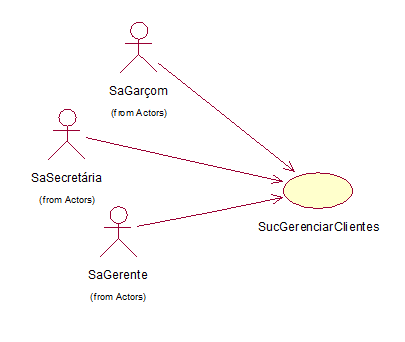 SaGarçom
(from Actors)
SaSecretária
(from Actors)
SucGerenciarClientes
SaGerente
(from Actors)